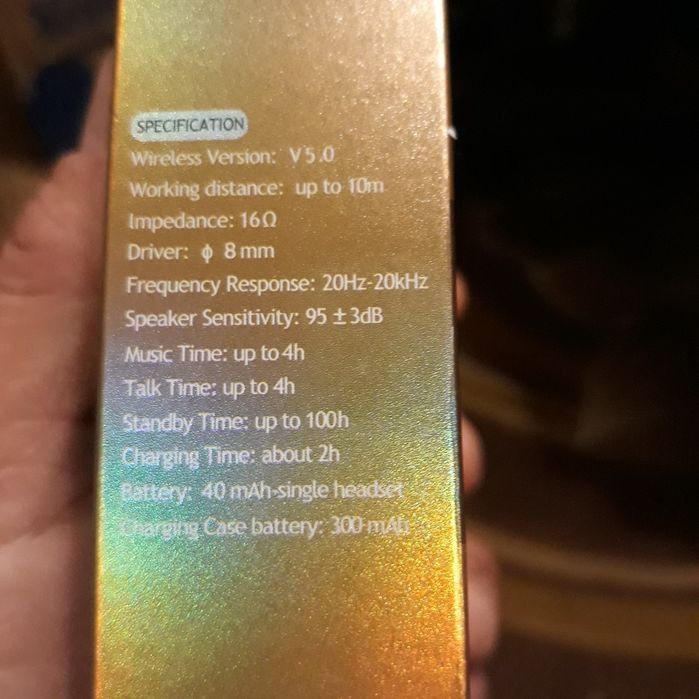 SPECIFICATION
Wireless Version: V5.0
Working distance: up to 10m
Impedance: 16Ω
Driver: ϕ 8mm
Frequency Response: 20Hz-20kHz
Speaker Sensitivity: 95±3dB
Music Time: up to 4h
Talk Time: up to 4h
Standby Time: up to 100h
Charging Time: about 2h
Battery: 40 mAh-single headset
Charging Case battery: 300 mAh